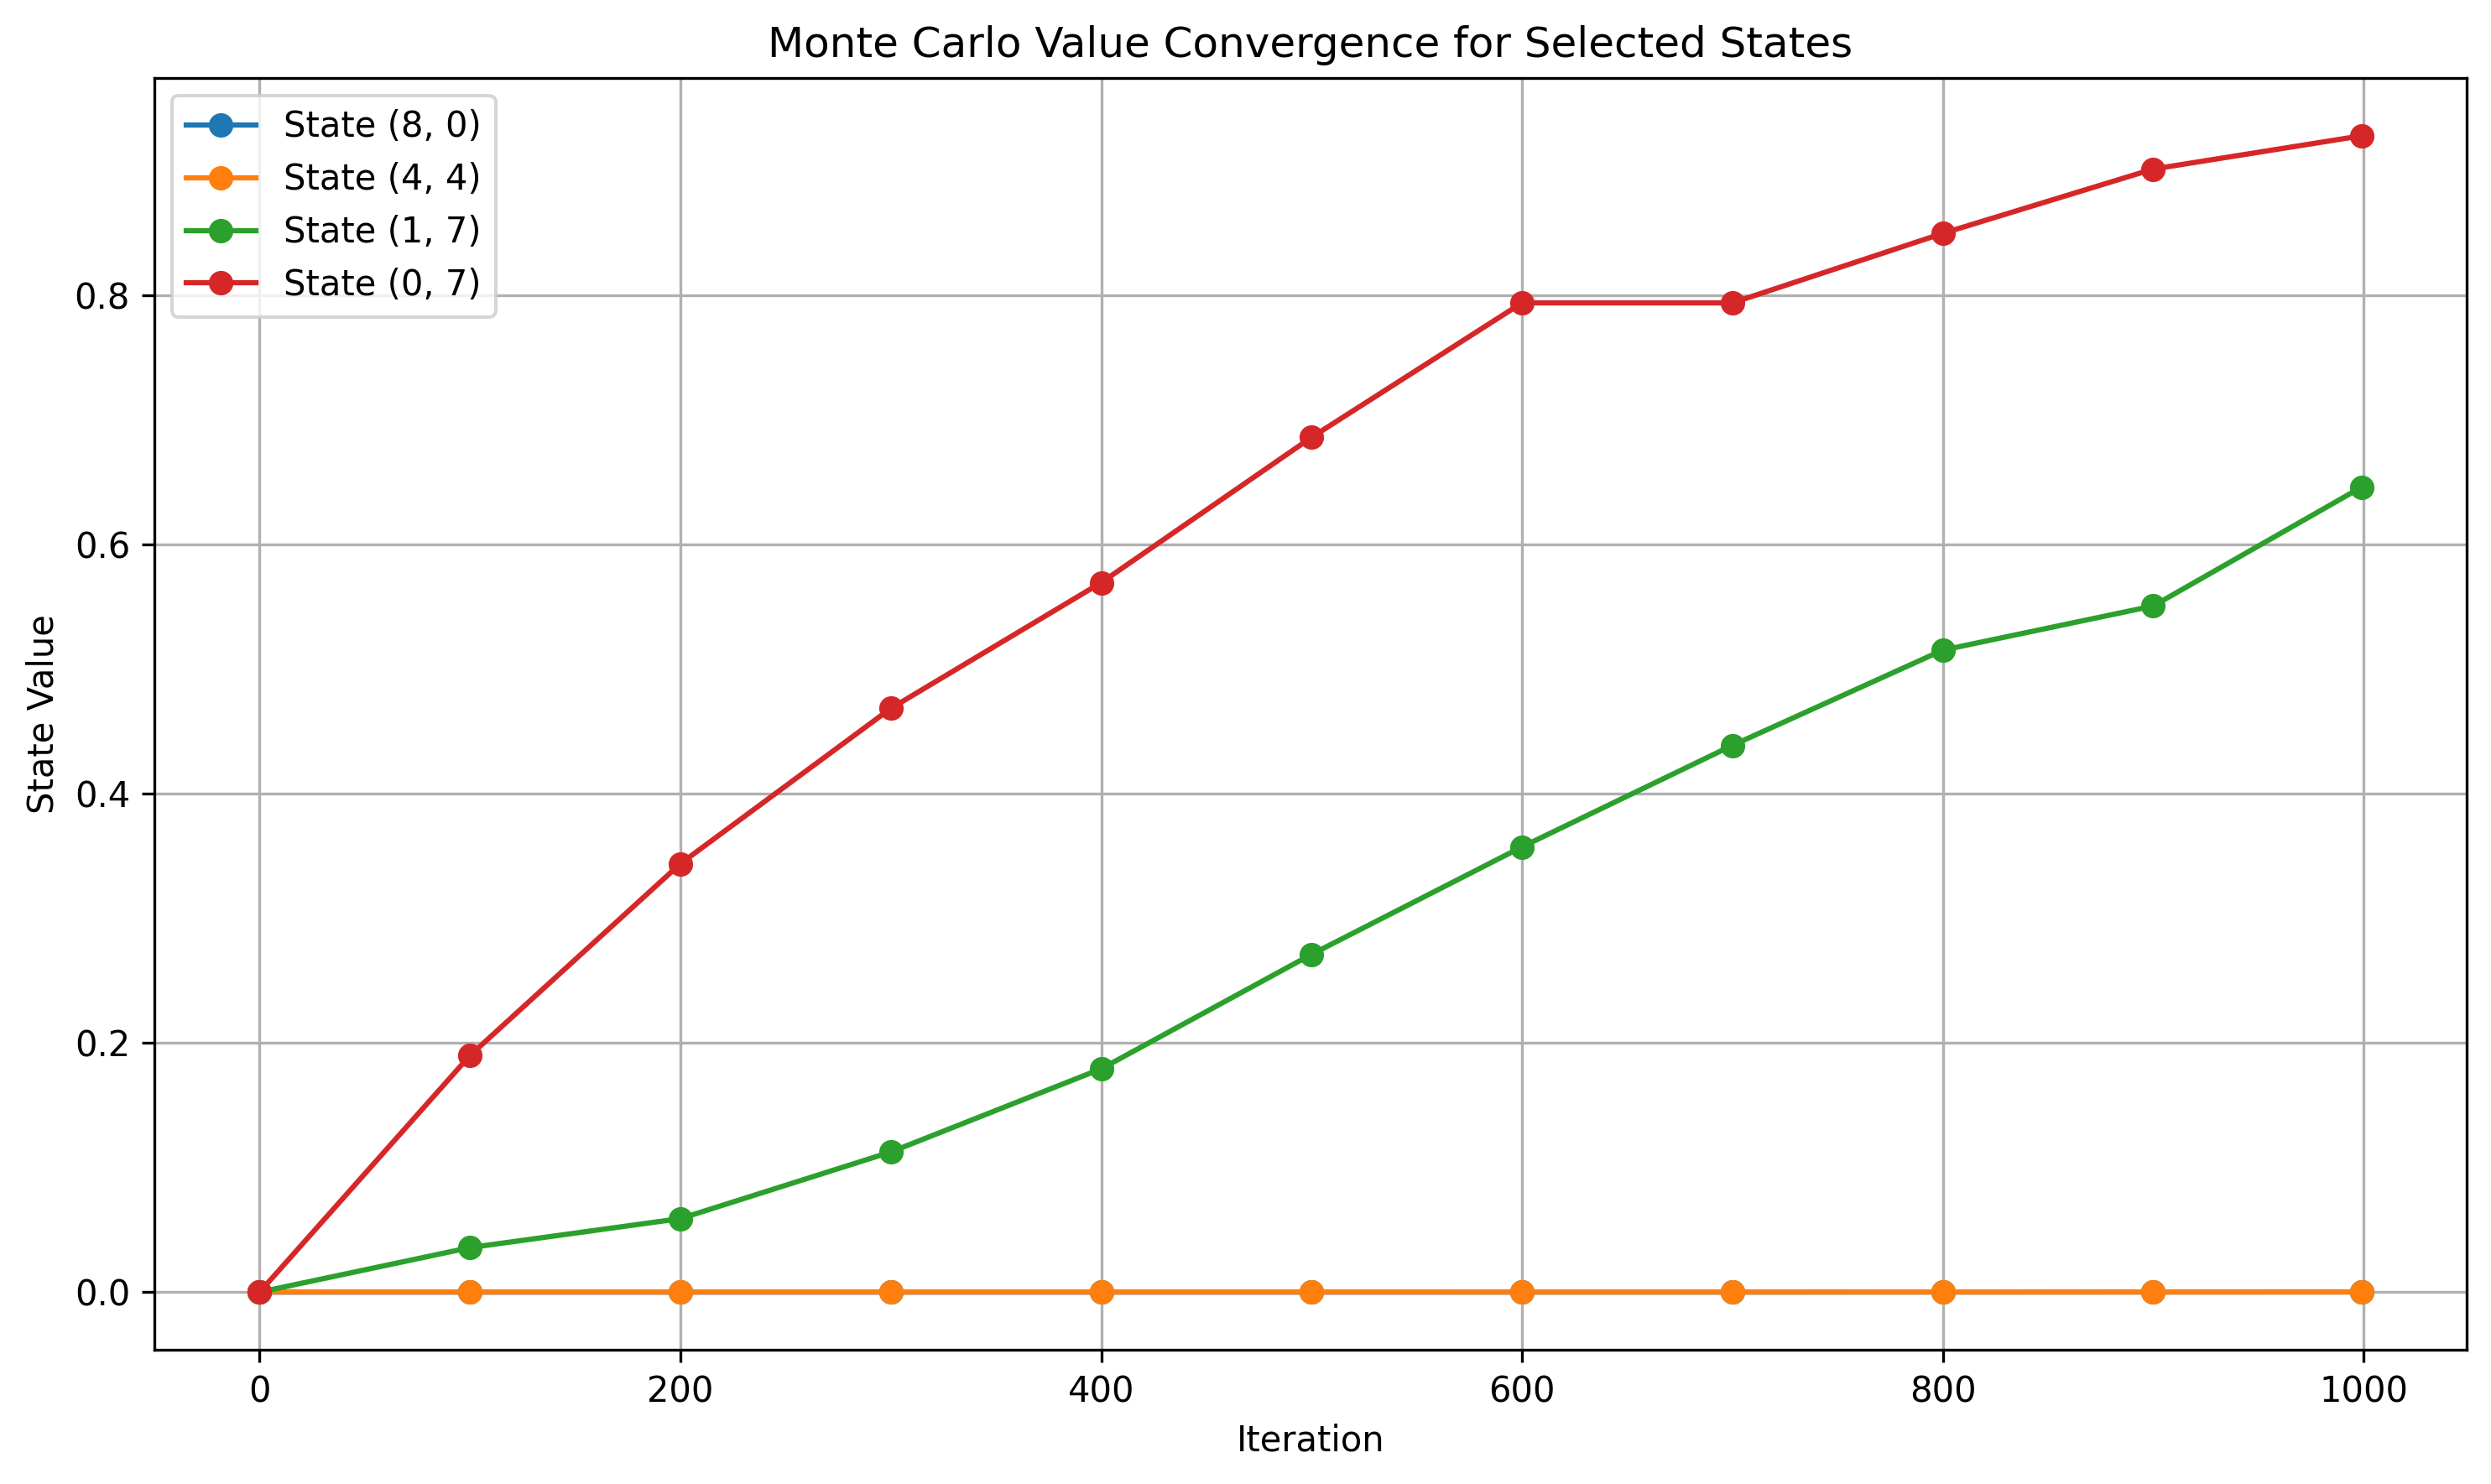 Monte Carlo Value Convergence for Selected States
State (8, 0)
State (4, 4)
State (1, 7)
State (0, 7)
State Value
0.8
0.6
0.4
0.2
0.0
0 200 400 600 800 1000
Iteration